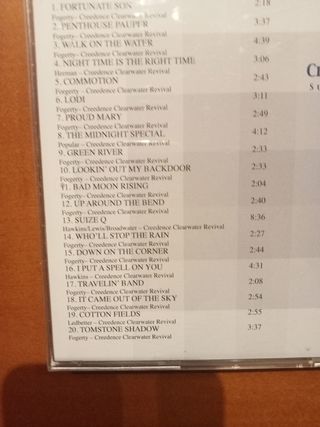 1. FORTUNATE SON 2:18
Fogerty– Creedence Clearwater Revival
2. PENTHOUSE PAUPER 3:37
Fogerty– Creedence Clearwater Revival
3. WALK ON THE WATER 4:39
Fogerty– Creedence Clearwater Revival
4. NIGHT TIME IS THE RIGHT TIME 3:06
Herman – Creedence Clearwater Revival
5. COMMOTION 2:43
Fogerty– Creedence Clearwater Revival
6. LODI 3:11
Fogerty – Creedence Clearwater Revival
7. PROUD MARY 2:49
Fogerty– Creedence Clearwater Revival
8. THE MIDNIGHT SPECIAL 4:12
Popular – Creedence Clearwater Revival
9. GREEN RIVER 2:33
Fogerty– Creedence Clearwater Revival
10. LOOKIN' OUT MY BACKDOOR 2:33
Fogerty – Creedence Clearwater Revival
11. BAD MOON RISING 2:04
Fogerty – Creedence Clearwater Revival
12. UP AROUND THE BEND 2:40
Fogerty– Creedence Clearwater Revival
13. SUIZE Q 8:36
Hawkins/Lewis/Broadwater – Creedence Clearwater Revival
14. WHO'LL STOP THE RAIN 2:27
Fogerty – Creedence Clearwater Revival
15. DOWN ON THE CORNER 2:44
Fogerty– Creedence Clearwater Revival
16. I PUT A SPELL ON YOU 4:31
Hawkins – Creedence Clearwater Revival
17. TRAVELIN' BAND 2:08
Fogerty– Creedence Clearwater Revival
18. IT CAME OUT OF THE SKY 2:54
Fogerty– Creedence Clearwater Revival
19. COTTON FIELDS 2:55
Ledbetter – Creedence Clearwater Revival
20. TOMSTONE SHADOW 3:37
Fogerty – Creedence Clearwater Revival